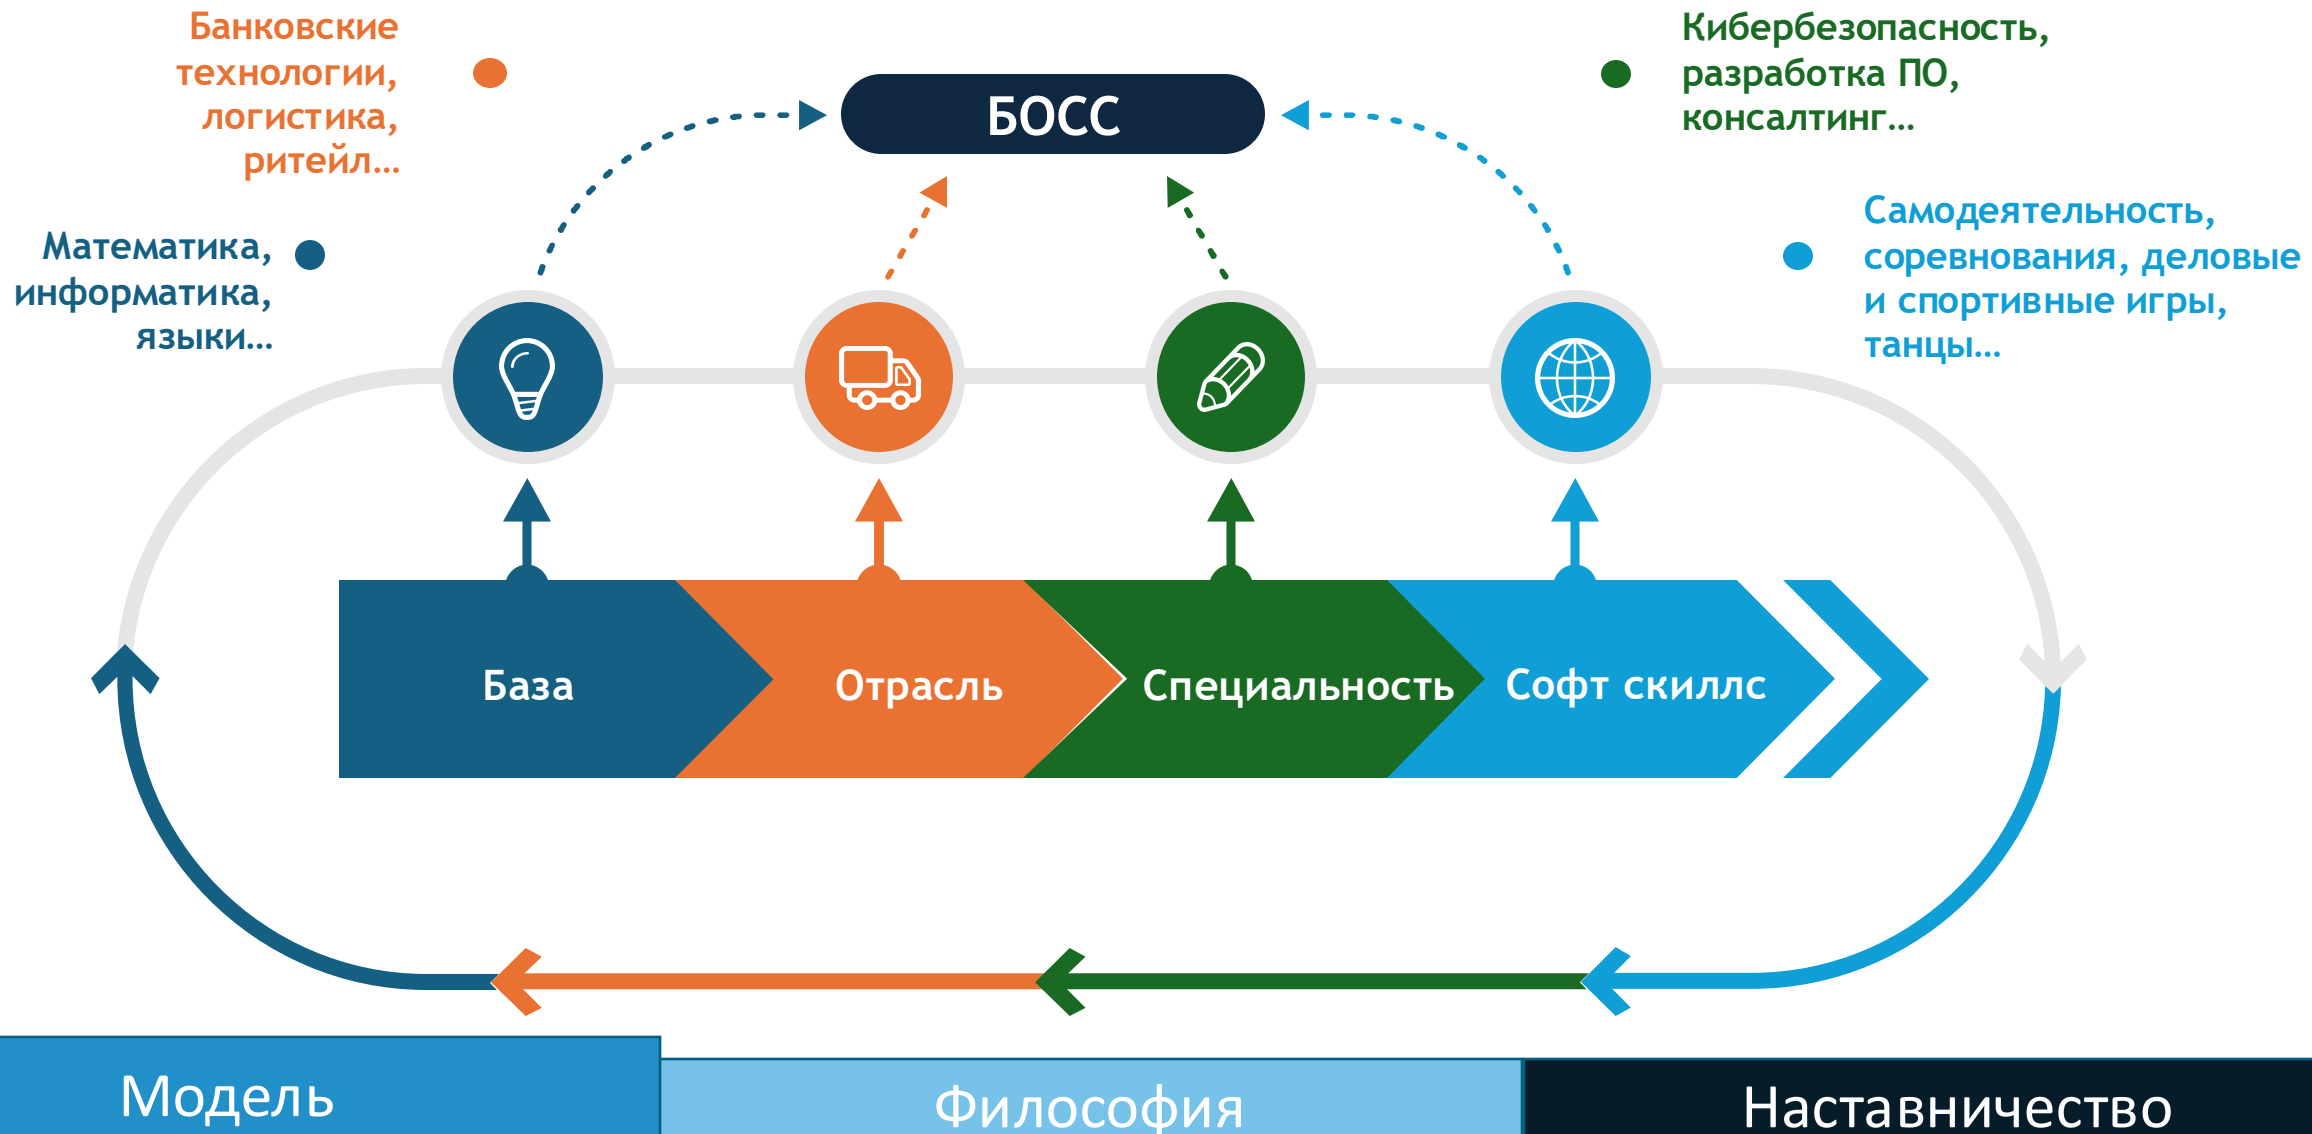 Банковские
технологии,
логистика,
ритейл...
Математика,
информатика,
языки...
БОСС
Кибербезопасность,
разработка ПО,
консалтинг...
Самодеятельность,
соревнования, деловые
и спортивные игры,
танцы...
База
Отрасль
Специальность
Софт скиллс
Модель
Философия
Наставничество